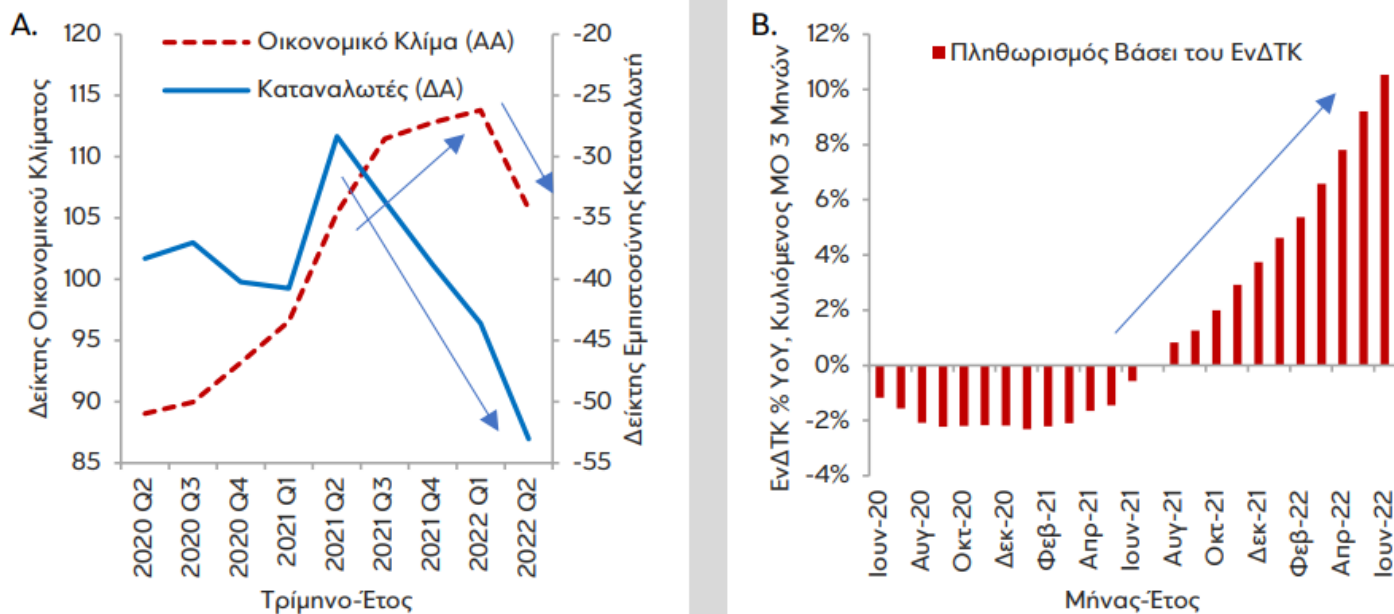 Α.
Δείκτης Οικονομικού Κλίματος
120
115
110
105
100
95
90
85
Οικονομικό Κλίμα (ΑΑ)
Καταναλωτές (ΔΑ)
-20
-25
-30
-35
-40
-45
-50
-55
Δείκτης Εμπιστοσύνης Καταναλωτή
2020 Q2
2020 Q3
2020 Q4
2021 Q1
2021 Q2
2021 Q3
2021 Q4
2022 Q1
2022 Q2
Τρίμηνο-Έτος
Β.
ΕνΔΤΚ % YoY, Κυλιόμενος ΜΟ 3 Μηνών
12%
10%
8%
6%
4%
2%
0%
-2%
-4%
Πληθωρισμός Βάσει του ΕνΔΤΚ
Ιουν-20
Αυγ-20
Οκτ-20
Δεκ-20
Φεβ-21
Απρ-21
Ιουν-21
Αυγ-21
Οκτ-21
Δεκ-21
Φεβ-22
Απρ-22
Ιουν-22
Μήνας-Έτος